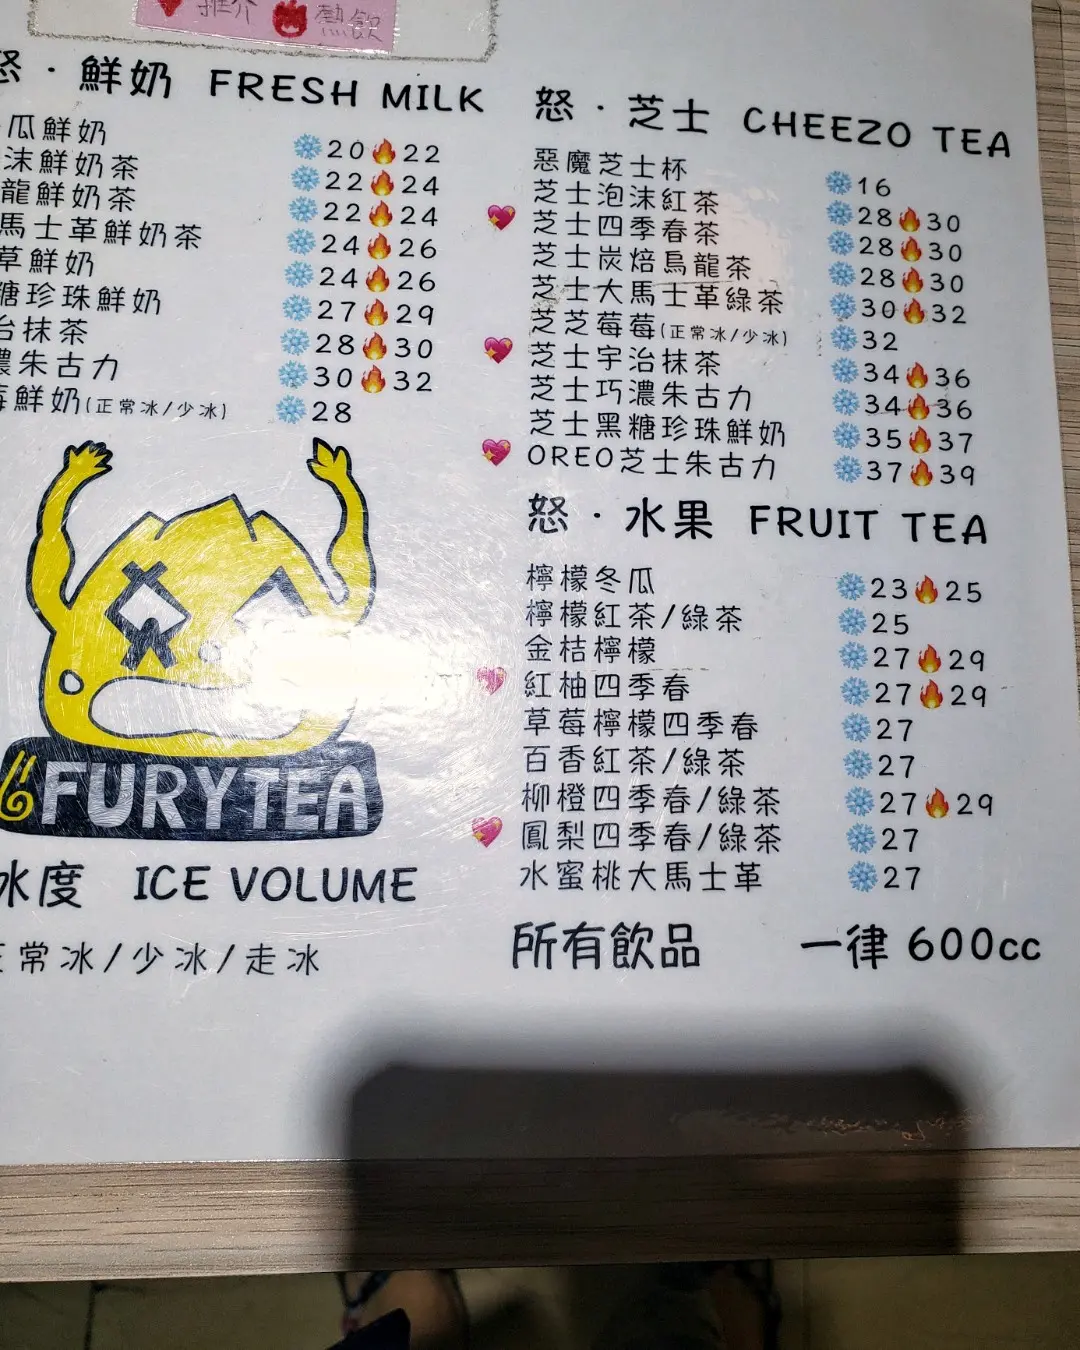 推介 熱飲
怒·鮮奶 FRESH MILK
瓜鮮奶 20 22
沫鮮奶茶 22 24
龍鮮奶茶 22 24
馬士革鮮奶茶 24 26
草鮮奶 24 26
糖珍珠鮮奶 27 29
治抹茶 28 30
濃朱古力 30 32
莓鮮奶(正常冰/少冰) 28
FURYTEA
冰度 ICE VOLUME
正常冰/少冰/走冰
怒·芝士 CHEEZO TEA
惡魔芝士杯 16
芝士泡沫紅茶 28 30
芝士四季春茶 28 30
芝士炭焙烏龍茶 28 30
芝士大馬士革綠茶 30 32
芝芝莓莓(正常冰/少冰) 32
芝士宇治抹茶 34 36
芝士巧濃朱古力 34 36
芝士黑糖珍珠鮮奶 35 37
OREO芝士朱古力 37 39
怒·水果 FRUIT TEA
檸檬冬瓜 23 25
檸檬紅茶/綠茶 25
金桔檸檬 27 29
紅柚四季春 27 29
草莓檸檬四季春 27
百香紅茶/綠茶 27
柳橙四季春/綠茶 27 29
鳳梨四季春/綠茶 27
水蜜桃大馬士革 27
所有飲品 一律 600cc